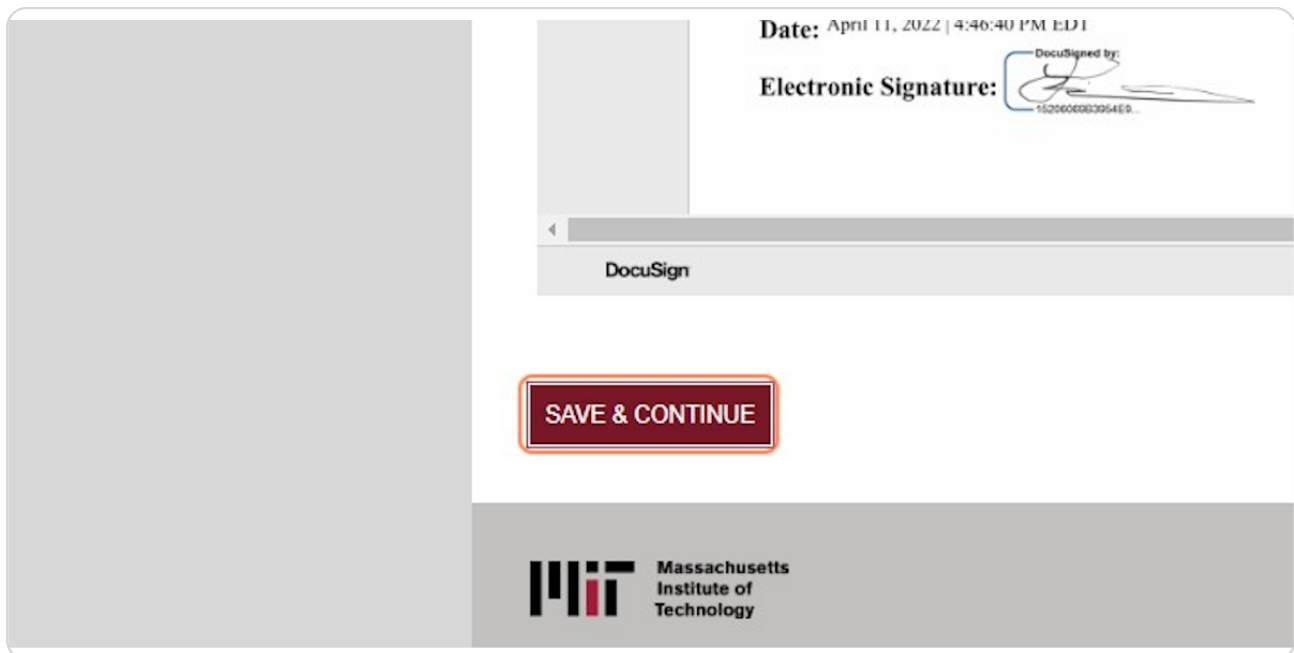 Date: April 11, 2022 | 4:46:40 PM EDT
DocuSigned by:
Electronic Signature:
DocuSign
SAVE & CONTINUE
Massachusetts
Institute of
Technology